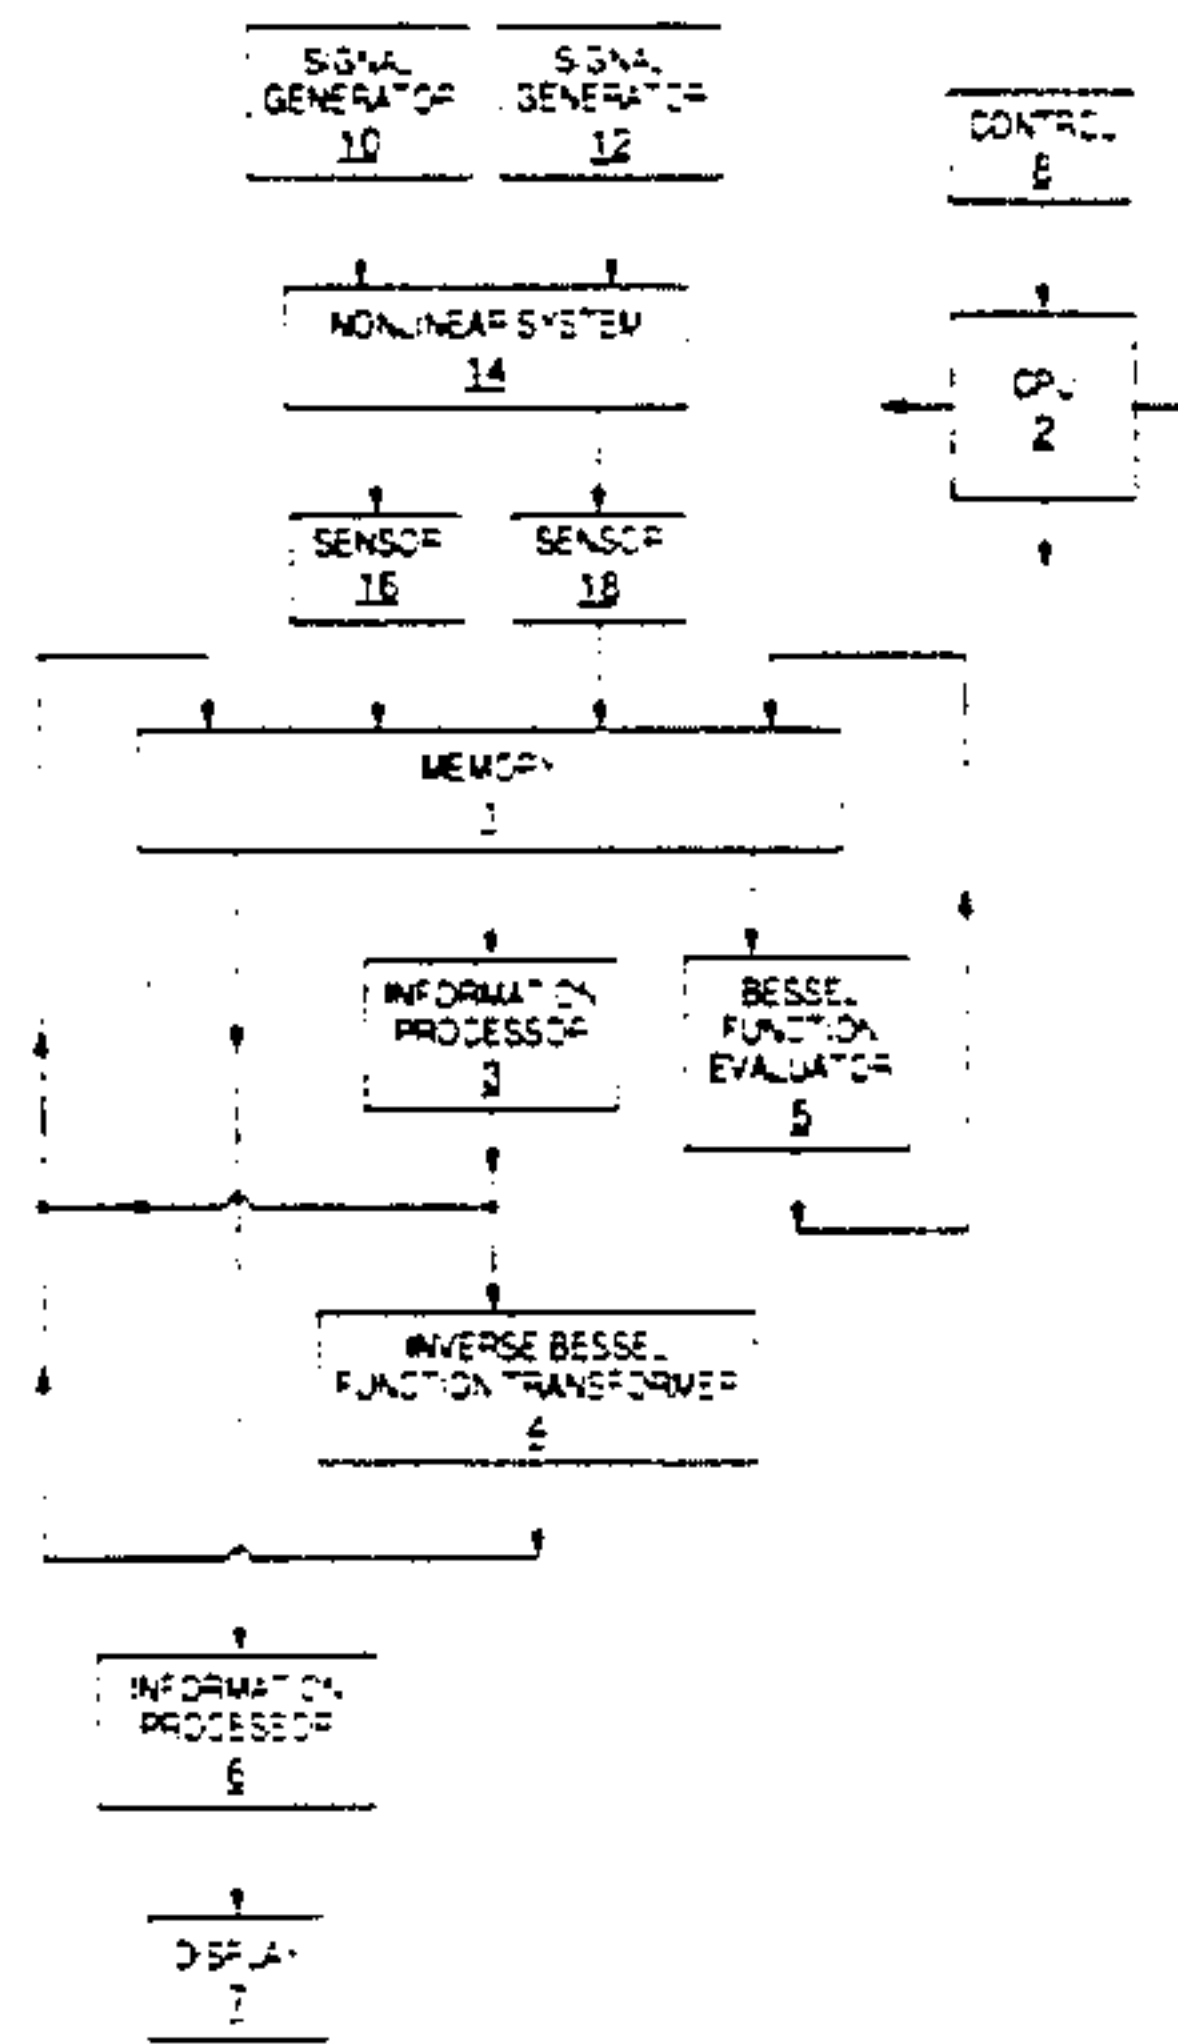 SIGNAL
GENERATOR
10
SIGNAL
GENERATOR
12
CONTROL
8
NONLINEAR SYSTEM
14
CPU
2
SENSOR
16
SENSOR
18
MEMORY
1
INFORMATION
PROCESSOR
3
BESSEL
FUNCTION
EVALUATOR
5
INVERSE BESSEL
FUNCTION TRANSFORMER
4
INFORMATION
PROCESSOR
6
DISPLAY
7